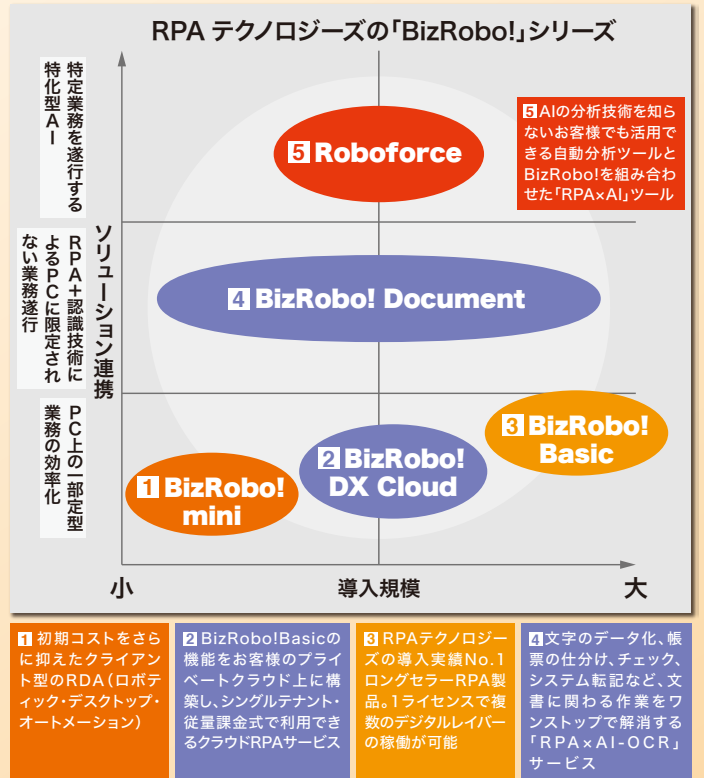 RPA テクノロジーズの「BizRobo!」シリーズ
特定業務を遂行する
特化型AI
RPA＋認識技術に
よるPCに限定され
ない業務遂行
PC上の一部定型
業務の効率化
ソリューション連携
5 Roboforce
5 AIの分析技術を知ら
ないお客様でも活用で
きる自動分析ツールと
BizRobo!を組み合わ
せた「RPA×AI」ツール
4 BizRobo! Document
3 BizRobo!
Basic
2 BizRobo!
DX Cloud
1 BizRobo!
mini
小
導入規模
大
1 初期コストをさら
に抑えたクライアン
ト型のRDA（ロボテ
ィック・デスクトップ・
オートメーション）
2 BizRobo!Basicの
機能をお客様のプライ
ベートクラウド上に構
築し、シングルテナント・
従量課金式で利用でき
るクラウドRPAサービス
3 RPAテクノロジー
ズの導入実績No.1
ロングセラーRPA製
品。1ライセンスで複
数のデジタルレイバー
の稼働が可能
4 文字のデータ化、帳
票の仕分け、チェック、
システム転記など、文
書に関わる作業をワ
ンストップで解消する
「RPA×AI-OCR」
サービス